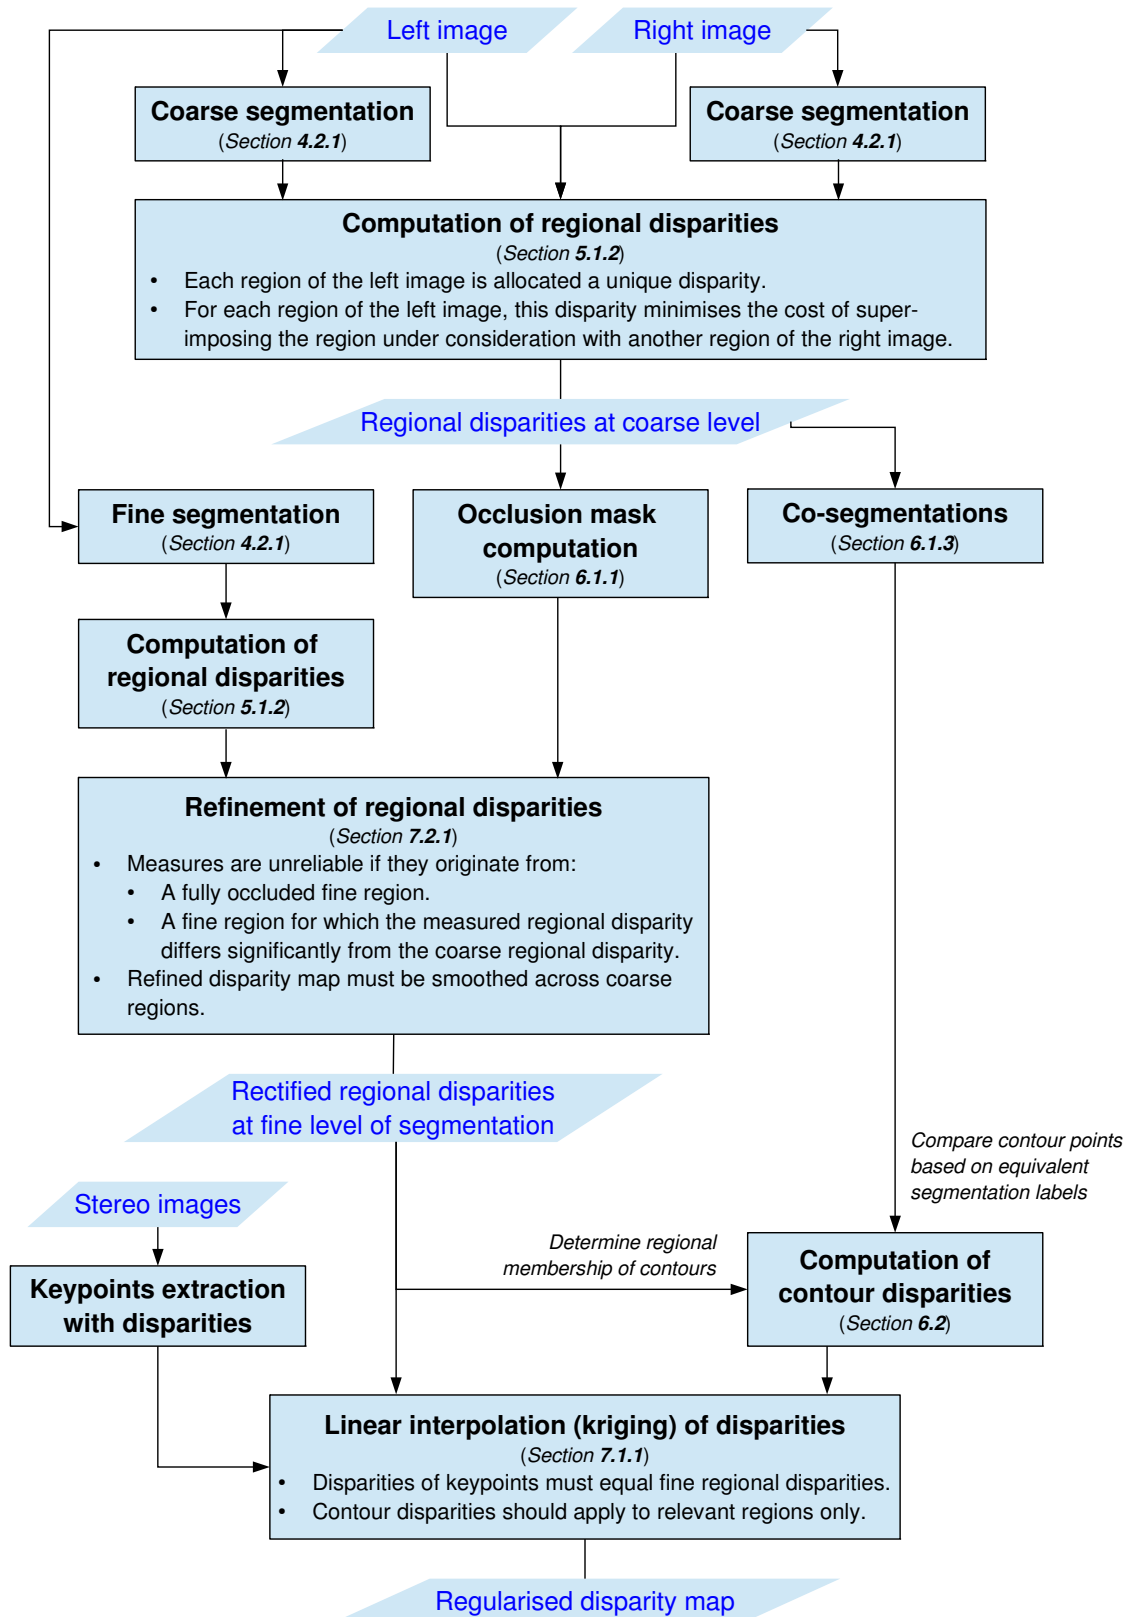 Left image
Right image
Coarse segmentation
(Section 4.2.1)
Coarse segmentation
(Section 4.2.1)
Computation of regional disparities
(Section 5.1.2)
• Each region of the left image is allocated a unique disparity.
• For each region of the left image, this disparity minimises the cost of super-
imposing the region under consideration with another region of the right image.
Regional disparities at coarse level
Fine segmentation
(Section 4.2.1)
Occlusion mask
computation
(Section 6.1.1)
Co-segmentations
(Section 6.1.3)
Computation of
regional disparities
(Section 5.1.2)
Refinement of regional disparities
(Section 7.2.1)
• Measures are unreliable if they originate from:
• A fully occluded fine region.
• A fine region for which the measured regional disparity
differs significantly from the coarse regional disparity.
• Refined disparity map must be smoothed across coarse
regions.
Rectified regional disparities
at fine level of segmentation
Compare contour points
based on equivalent
segmentation labels
Stereo images
Determine regional
membership of contours
Keypoints extraction
with disparities
Computation of
contour disparities
(Section 6.2)
Linear interpolation (kriging) of disparities
(Section 7.1.1)
• Disparities of keypoints must equal fine regional disparities.
• Contour disparities should apply to relevant regions only.
Regularised disparity map